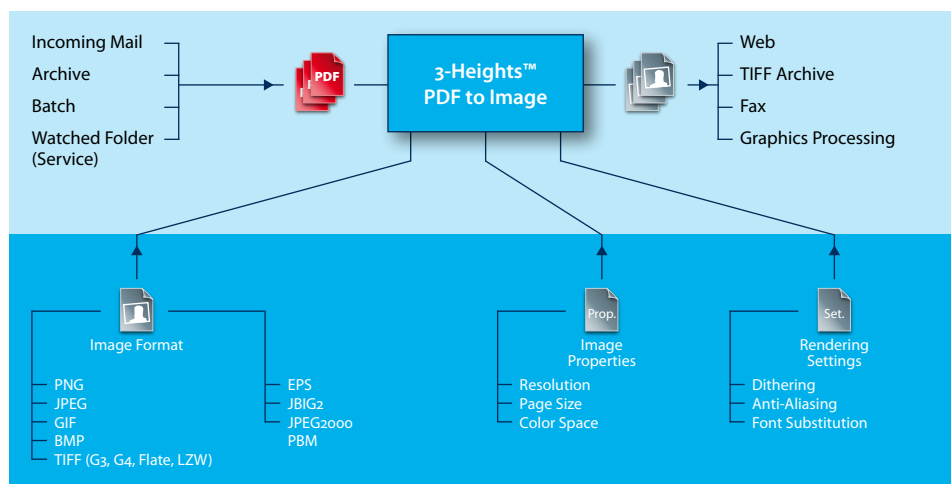 Incoming Mail
Archive
Batch
Watched Folder
(Service)
PDF
3-Heights™
PDF to Image
Web
TIFF Archive
Fax
Graphics Processing
Image Format
PNG
JPEG
GIF
BMP
TIFF (G3, G4, Flate, LZW)
EPS
JBIG2
JPEG2000
PBM
Prop.
Image
Properties
Resolution
Page Size
Color Space
Set.
Rendering
Settings
Dithering
Anti-Aliasing
Font Substitution